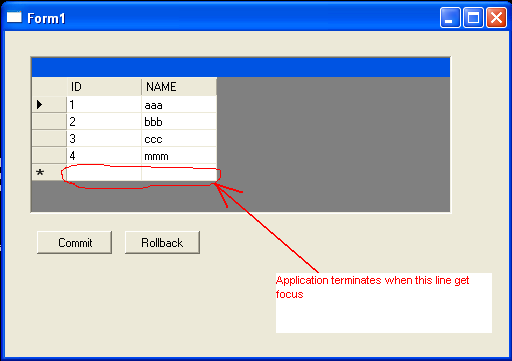 Form1
ID NAME
1 aaa
2 bbb
3 ccc
4 mmm
*
Commit Rollback
Application terminates when this line get
focus